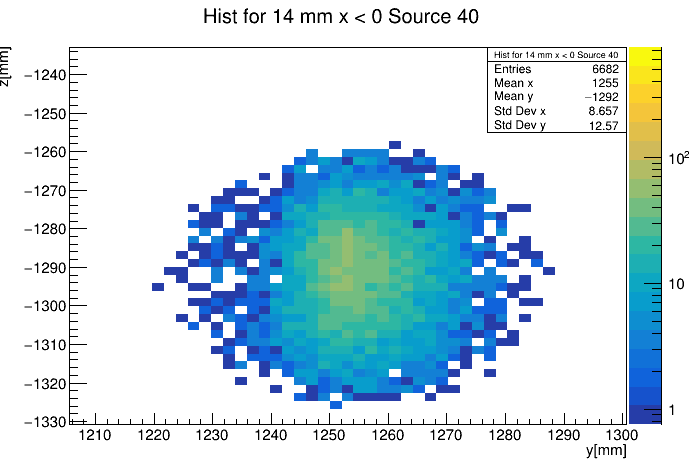 Hist for 14 mm x < 0 Source 40
z[mm]
Hist for 14 mm x < 0 Source 40
Entries 6682
Mean x 1255
Mean y −1292
Std Dev x 8.657
Std Dev y 12.57
−1240
−1250
−1260
−1270
−1280
−1290
−1300
−1310
−1320
−1330
10²
10
1
1210 1220 1230 1240 1250 1260 1270 1280 1290 1300
y[mm]